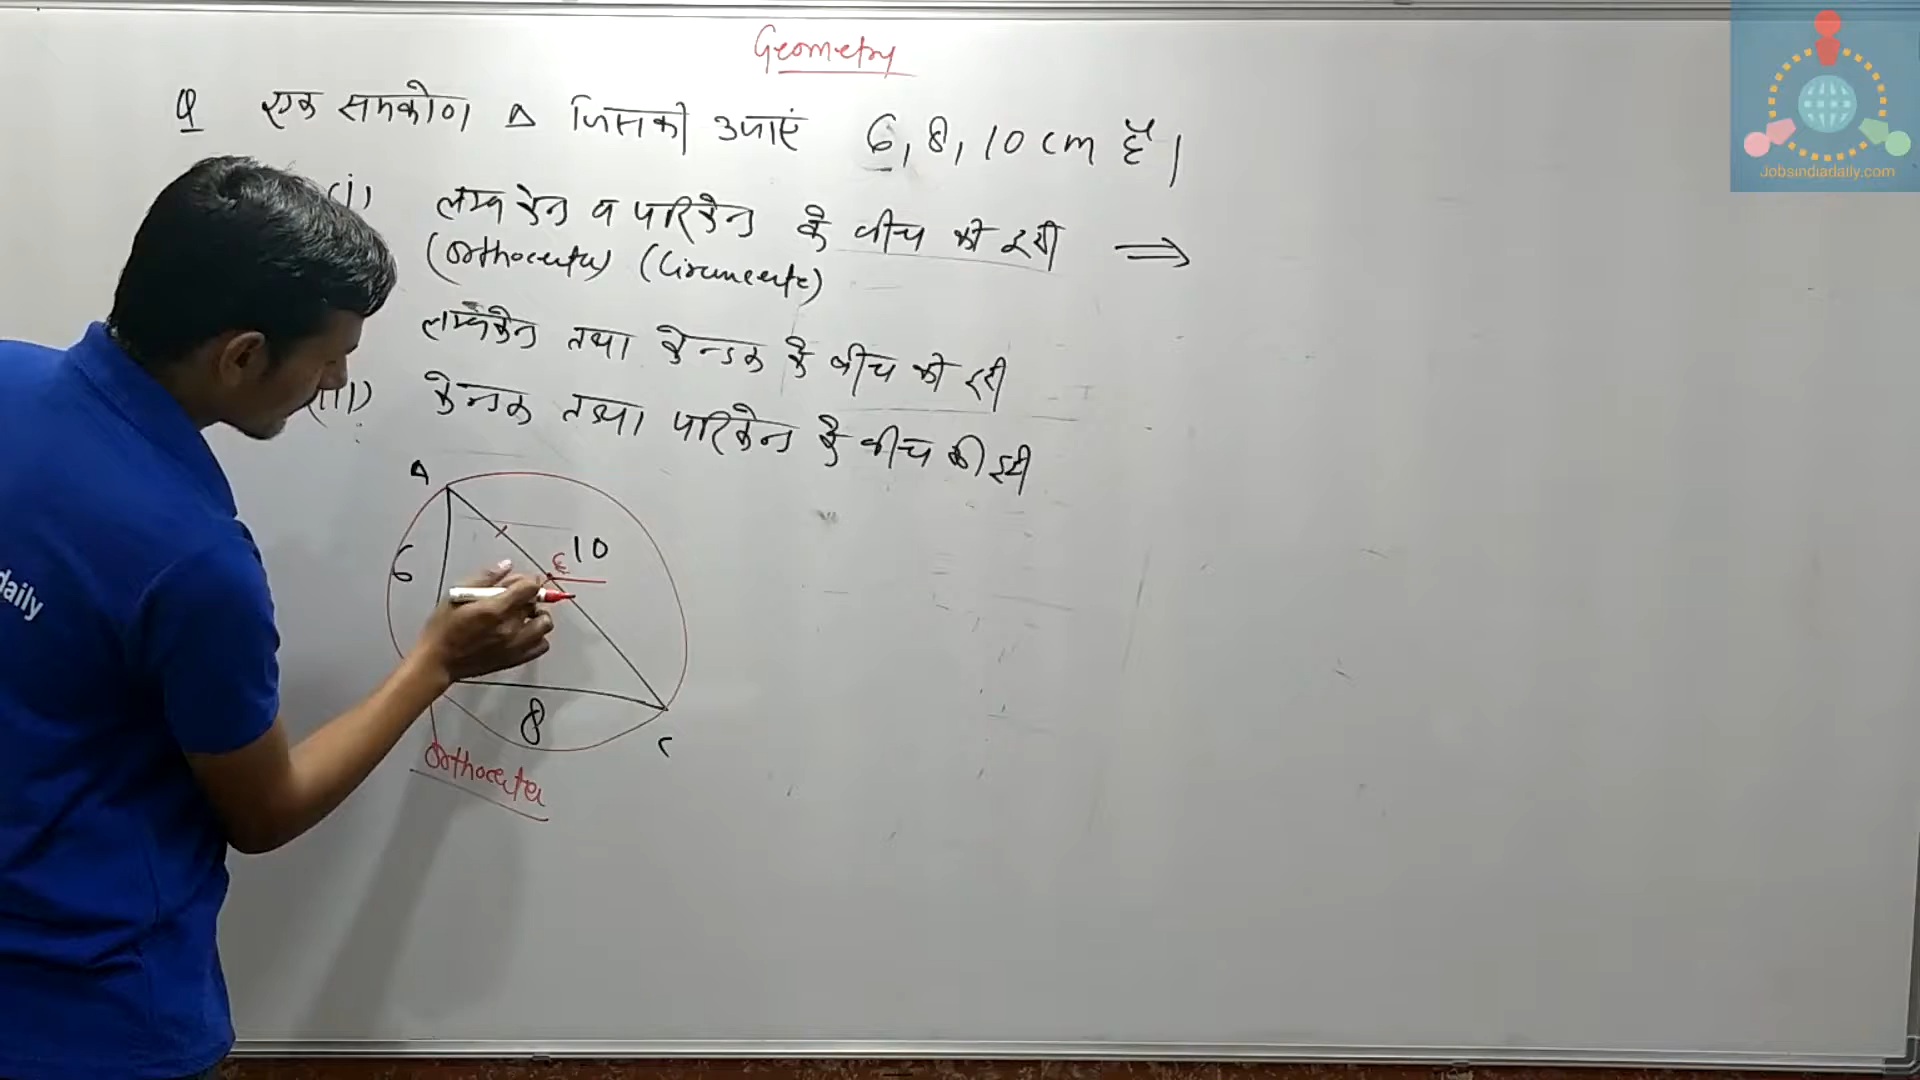 Geometry
Q एक समकोण Δ जिसकी भुजाएं 6, 8, 10 cm है।
(i) लम्ब केन्द्र व परिकेन्द्र के बीच की दूरी ⇒
(Orthocenter) (Circumcente)
लम्बकेन्द्र तथा केन्द्रक के बीच की दूरी
(iii) केन्द्रक तथा परिकेन्द्र के बीच की दूरी
A
6
10
8
C
Orthocenter
daily
Jobsindiadaily.com